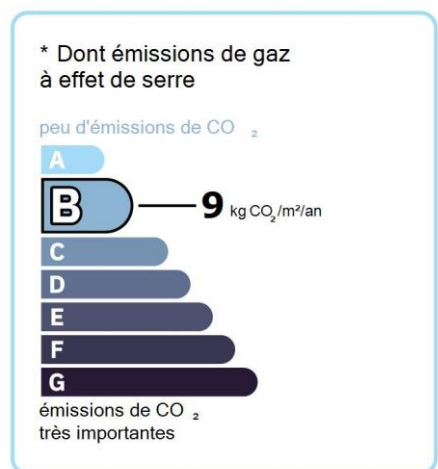 * Dont émissions de gaz
à effet de serre
peu d'émissions de CO ₂
A
B 9 kg CO₂/m²/an
C
D
E
F
G
émissions de CO ₂
très importantes